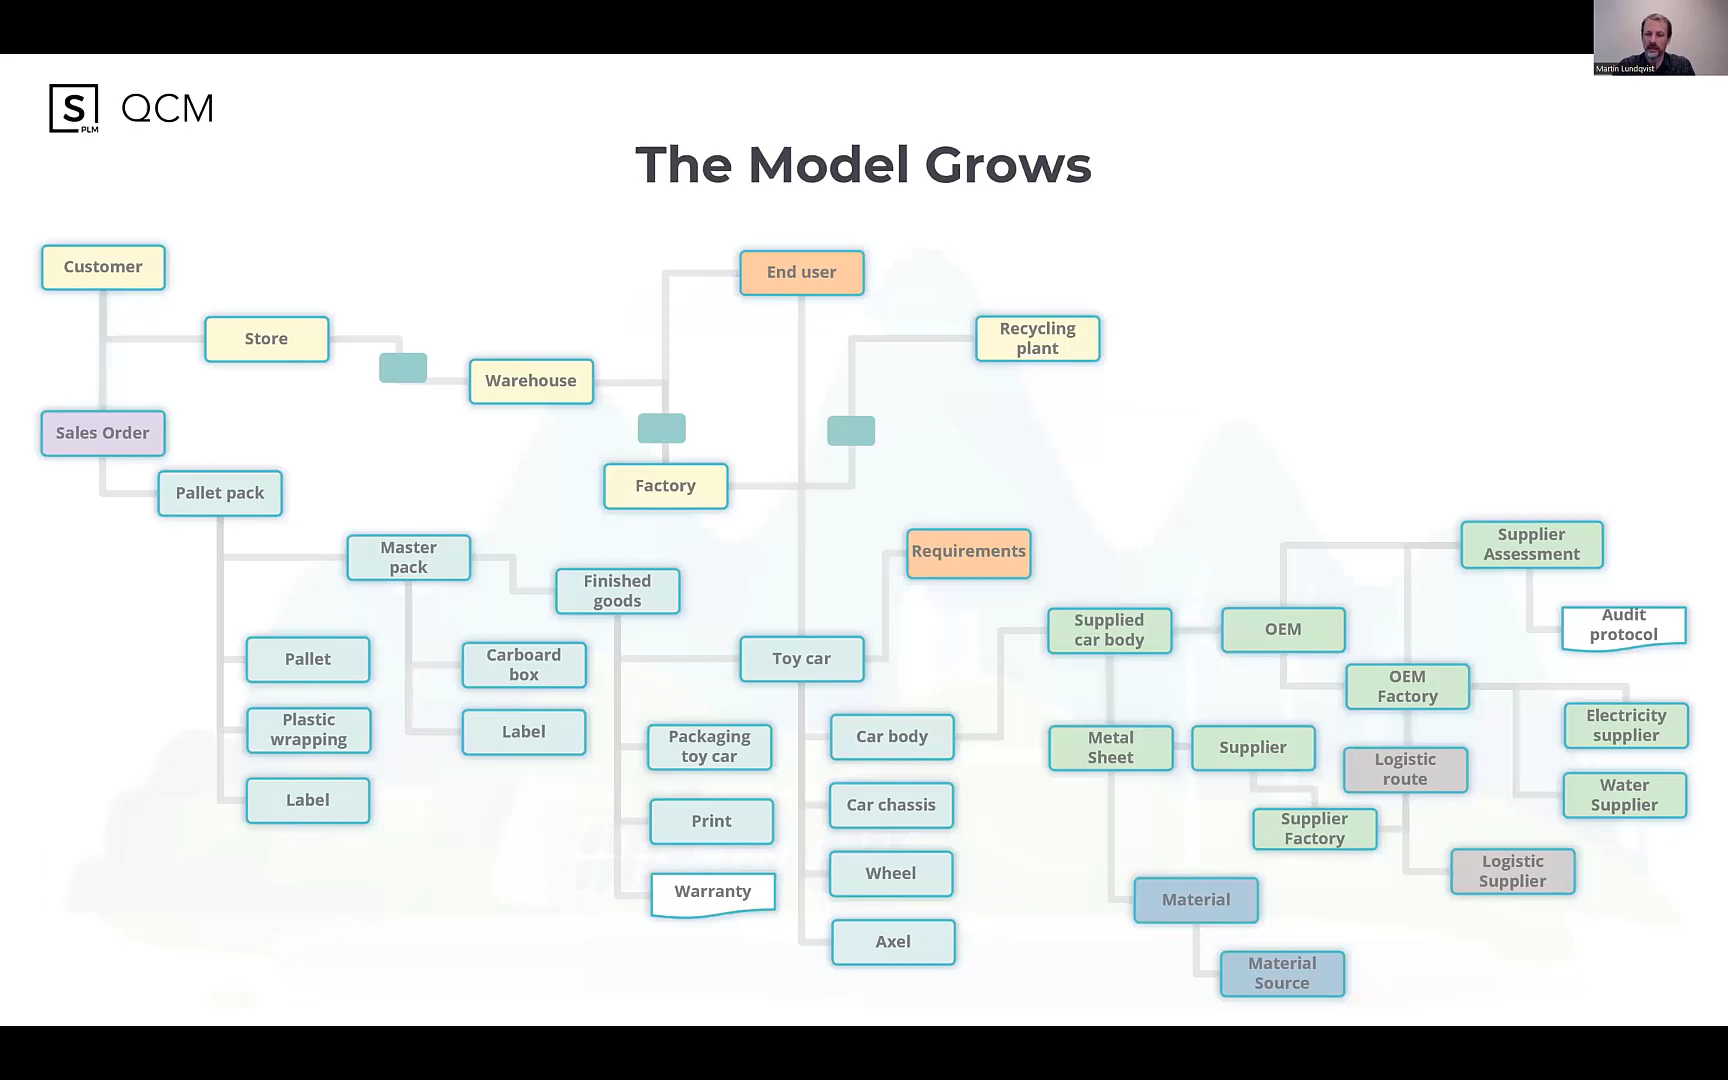 Martin Lundqvist
S
PLM
QCM
The Model Grows
Customer
End user
Store
Recycling
plant
Warehouse
Sales Order
Factory
Pallet pack
Master
pack
Finished
goods
Requirements
Supplier
Assessment
Audit
protocol
Supplied
car body
OEM
Pallet
Carboard
box
Toy car
OEM
Factory
Plastic
wrapping
Label
Packaging
toy car
Car body
Metal
Sheet
Supplier
Logistic
route
Electricity
supplier
Label
Print
Car chassis
Supplier
Factory
Water
Supplier
Warranty
Wheel
Logistic
Supplier
Material
Axel
Material
Source